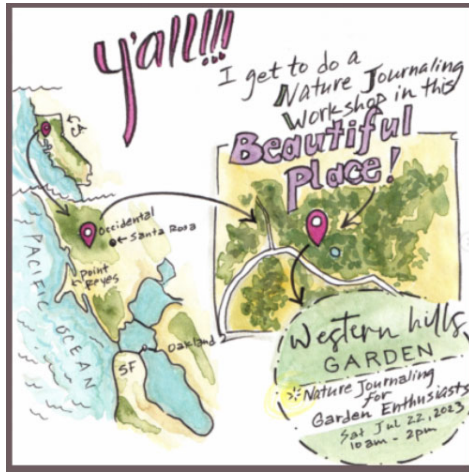 Y'all!!!
I get to do a
Nature Journaling
Workshop in this
Beautiful
Place!
CA
Occidental
Santa Rosa
Point
Reyes
PACIFIC OCEAN
Oakland
SF
Western hills
GARDEN
Nature Journaling
for
Garden Enthusiasts
Sat Jul 22, 2023
10am - 2pm